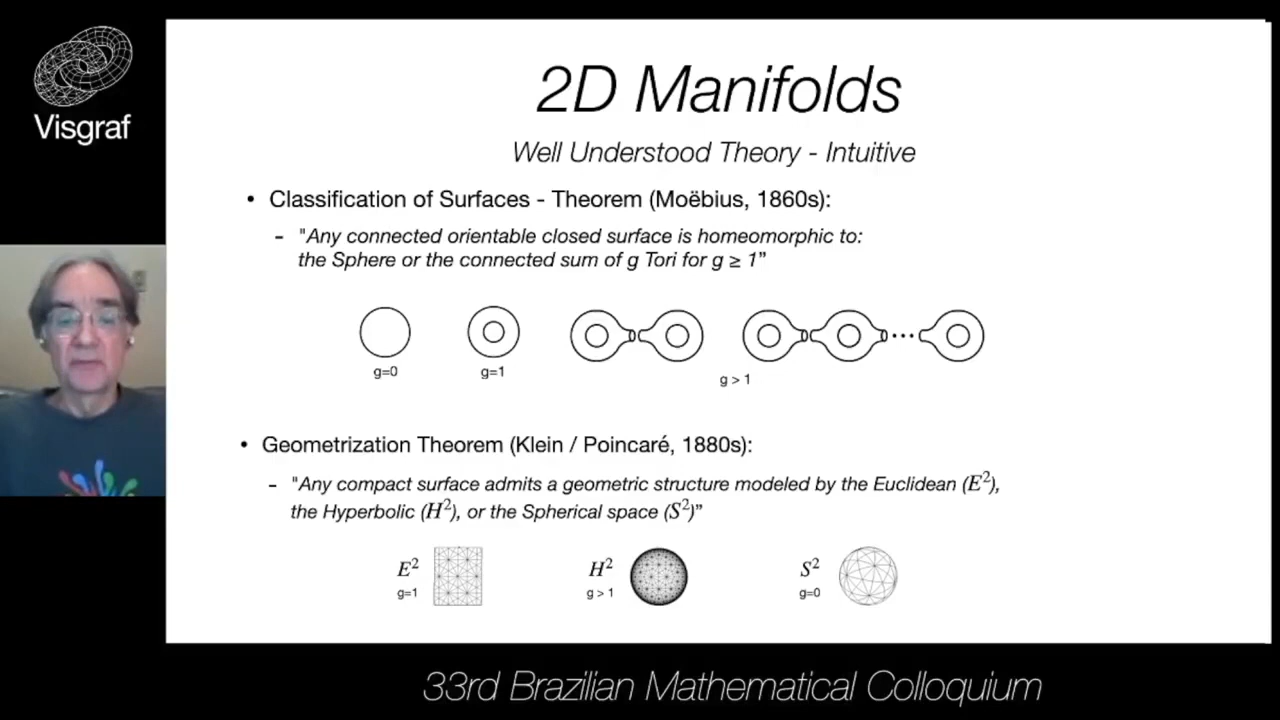 Visgraf
2D Manifolds
Well Understood Theory - Intuitive
• Classification of Surfaces - Theorem (Moëbius, 1860s):
– "Any connected orientable closed surface is homeomorphic to:
the Sphere or the connected sum of g Tori for g ≥ 1”
g=0
g=1
g > 1
• Geometrization Theorem (Klein / Poincaré, 1880s):
– "Any compact surface admits a geometric structure modeled by the Euclidean (E²),
the Hyperbolic (H²), or the Spherical space (S²)”
E²
g=1
H²
g > 1
S²
g=0
33rd Brazilian Mathematical Colloquium